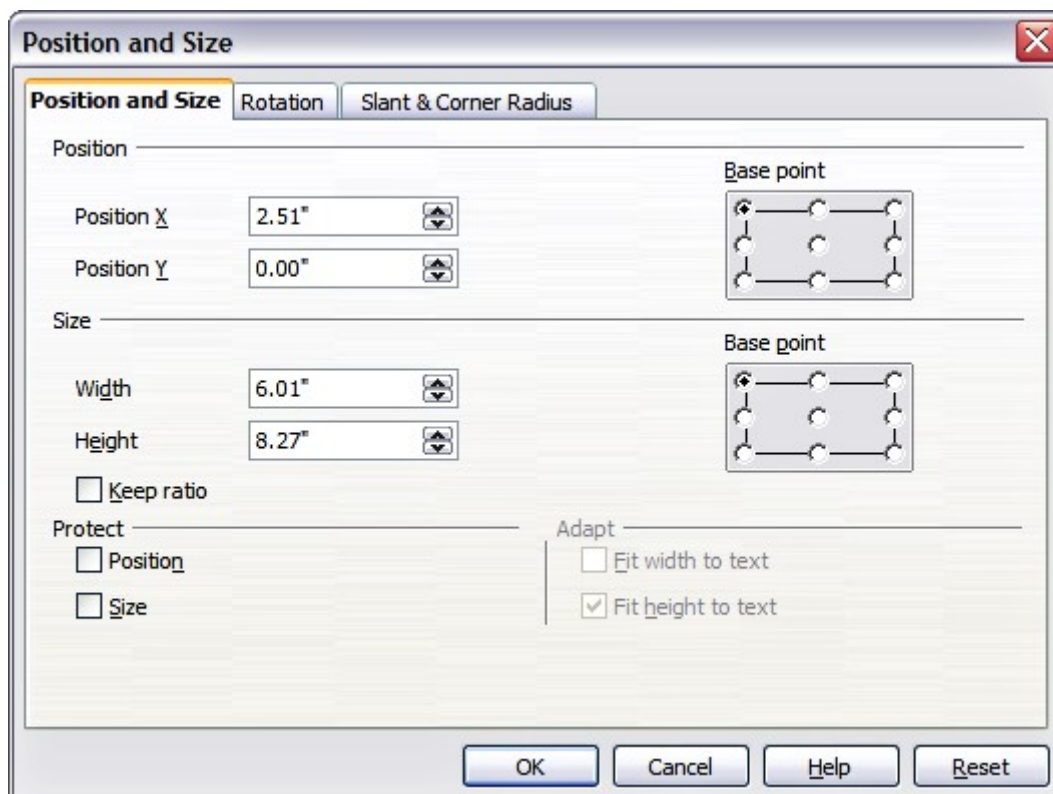 Position and Size
Position and Size Rotation Slant & Corner Radius
Position
Base point
Position X 2.51"
Position Y 0.00"
Size
Base point
Width 6.01"
Height 8.27"
Keep ratio
Protect Adapt
Position Fit width to text
Size Fit height to text
OK Cancel Help Reset